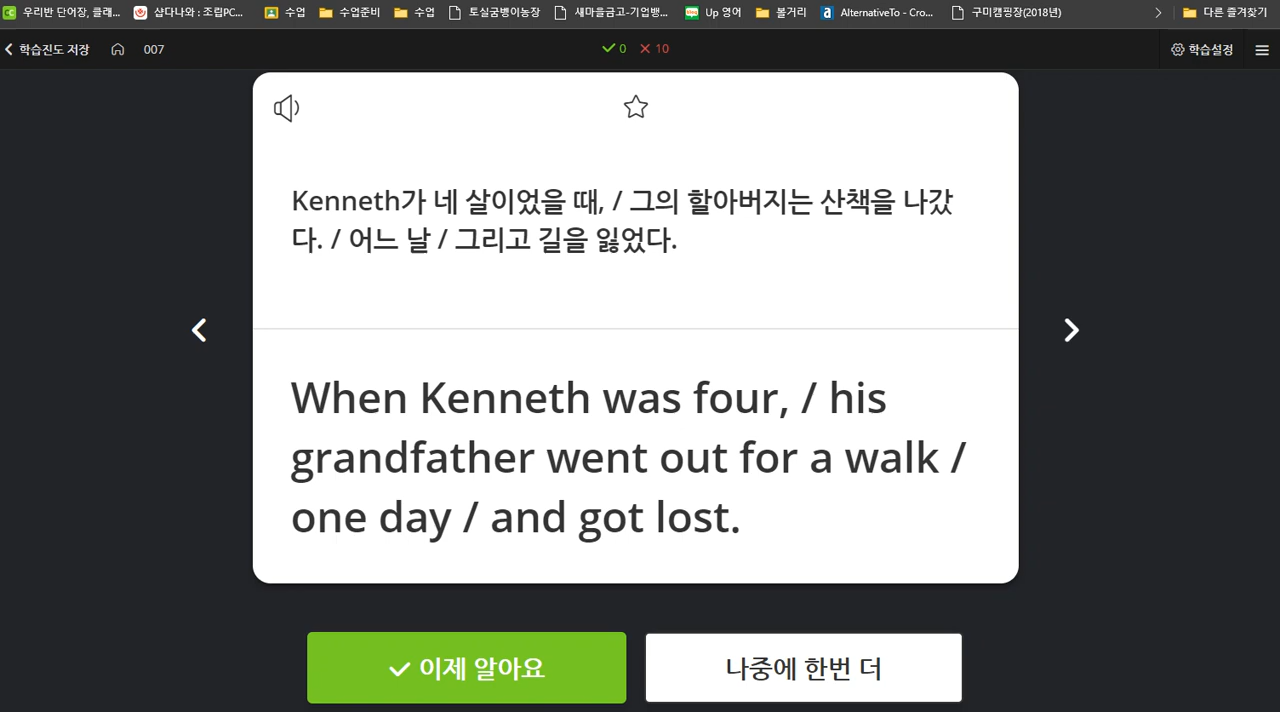 우리반 단어장, 클래... 샵다나와 : 조립PC... 수업 수업준비 수업 토실굼벵이농장 새마을금고-기업뱅... Up 영어 볼거리 AlternativeTo - Cro... 구미캠핑장(2018년) 다른 즐겨찾기
학습진도 저장 007 0 10 학습설정
Kenneth가 네 살이었을 때, / 그의 할아버지는 산책을 나갔
다. / 어느 날 / 그리고 길을 잃었다.
When Kenneth was four, / his
grandfather went out for a walk /
one day / and got lost.
이제 알아요 나중에 한번 더